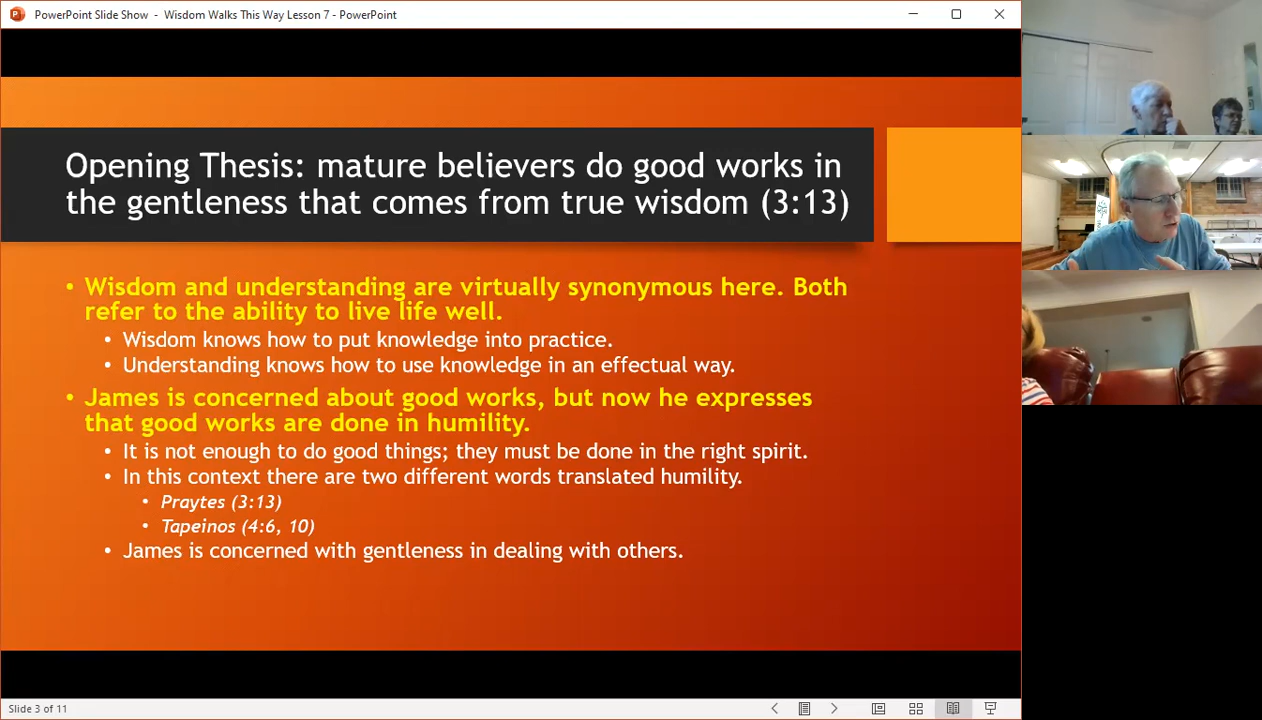 PowerPoint Slide Show - Wisdom Walks This Way Lesson 7 - PowerPoint
Opening Thesis: mature believers do good works in
the gentleness that comes from true wisdom (3:13)
• Wisdom and understanding are virtually synonymous here. Both
refer to the ability to live life well.
• Wisdom knows how to put knowledge into practice.
• Understanding knows how to use knowledge in an effectual way.
• James is concerned about good works, but now he expresses
that good works are done in humility.
• It is not enough to do good things; they must be done in the right spirit.
• In this context there are two different words translated humility.
• Praytes (3:13)
• Tapeinos (4:6, 10)
• James is concerned with gentleness in dealing with others.
Slide 3 of 11